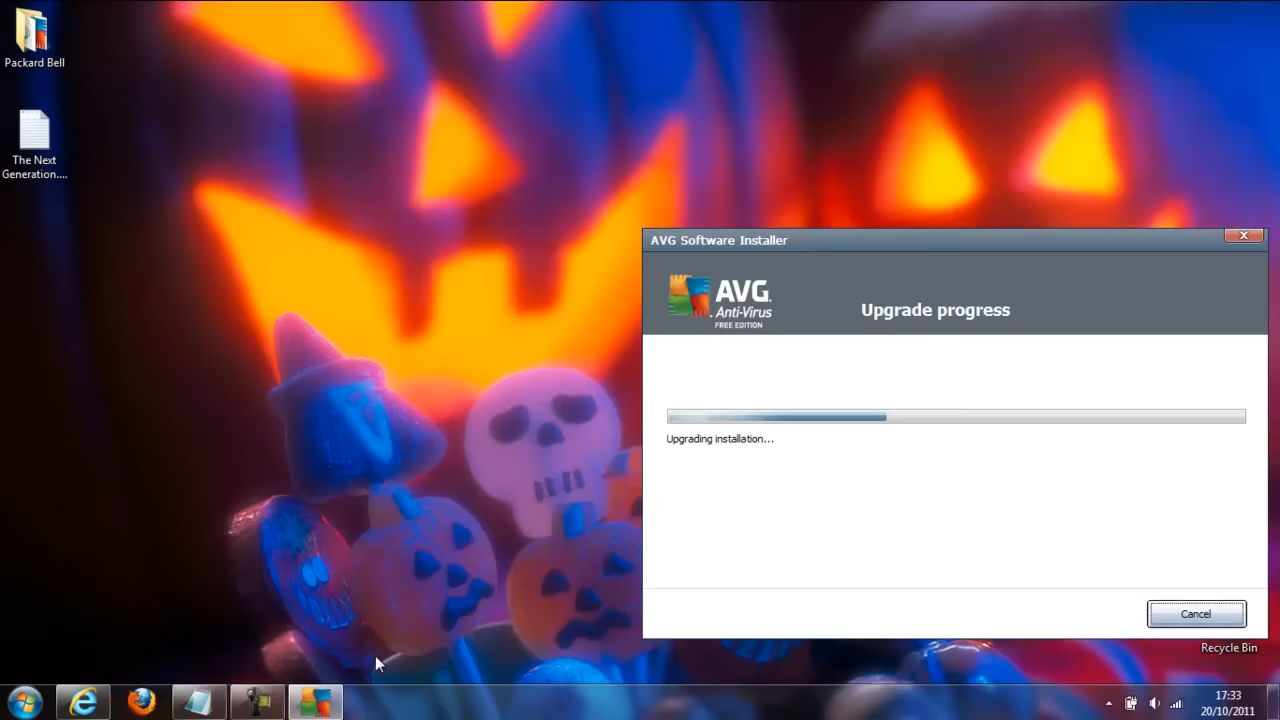 Packard Bell
The Next
Generation....
AVG Software Installer
AVG.
Anti-Virus
FREE EDITION
Upgrade progress
Upgrading installation...
Cancel
Recycle Bin
17:33
20/10/2011